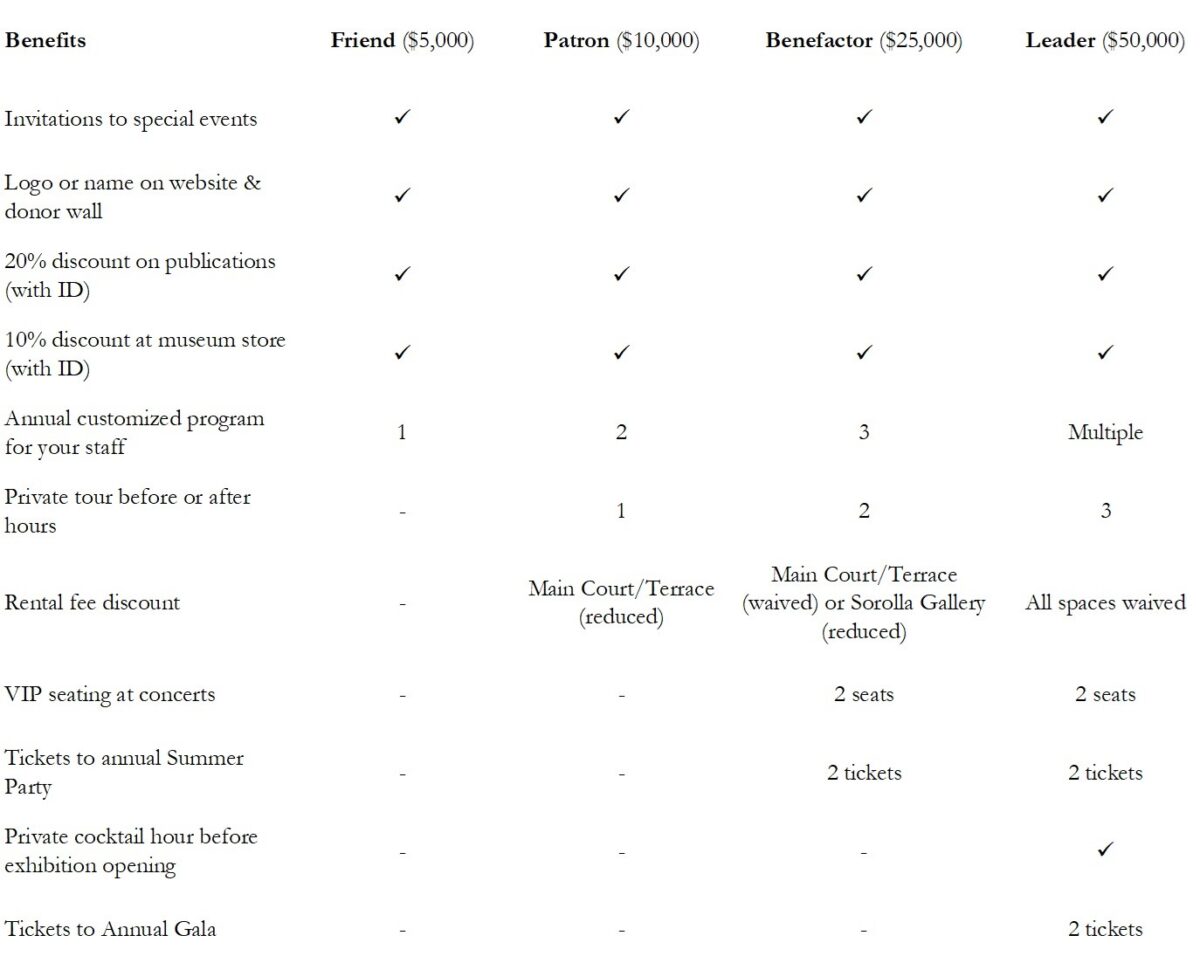 Benefits Friend ($5,000) Patron ($10,000) Benefactor ($25,000) Leader ($50,000)
Invitations to special events ✓ ✓ ✓ ✓
Logo or name on website &
donor wall ✓ ✓ ✓ ✓
20% discount on publications
(with ID) ✓ ✓ ✓ ✓
10% discount at museum store
(with ID) ✓ ✓ ✓ ✓
Annual customized program
for your staff 1 2 3 Multiple
Private tour before or after
hours - 1 2 3
Rental fee discount - Main Court/Terrace
(reduced) Main Court/Terrace
(waived) or Sorolla Gallery
(reduced) All spaces waived
VIP seating at concerts - - 2 seats 2 seats
Tickets to annual Summer
Party - - 2 tickets 2 tickets
Private cocktail hour before
exhibition opening - - - ✓
Tickets to Annual Gala - - - 2 tickets